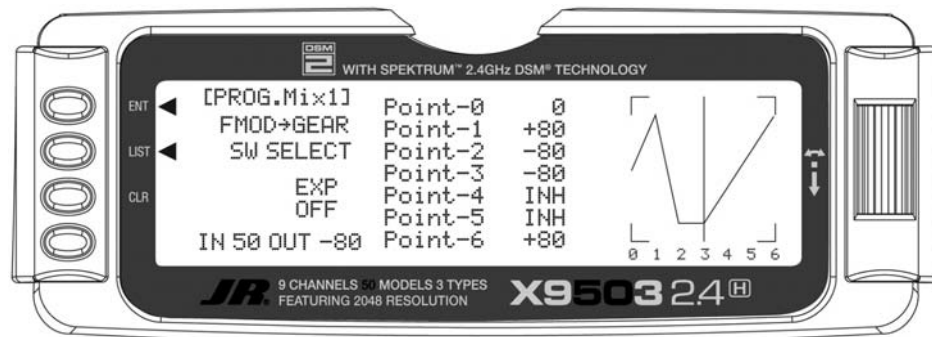 DSM
2
WITH SPEKTRUM™ 2.4GHz DSM® TECHNOLOGY
ENT
LIST
CLR
[PROG.Mix1]
FMOD→GEAR
SW SELECT
EXP
OFF
IN 50 OUT -80
Point-0 0
Point-1 +80
Point-2 -80
Point-3 -80
Point-4 INH
Point-5 INH
Point-6 +80
0 1 2 3 4 5 6
JR®
9 CHANNELS 50 MODELS 3 TYPES
FEATURING 2048 RESOLUTION
X9503 2.4 H